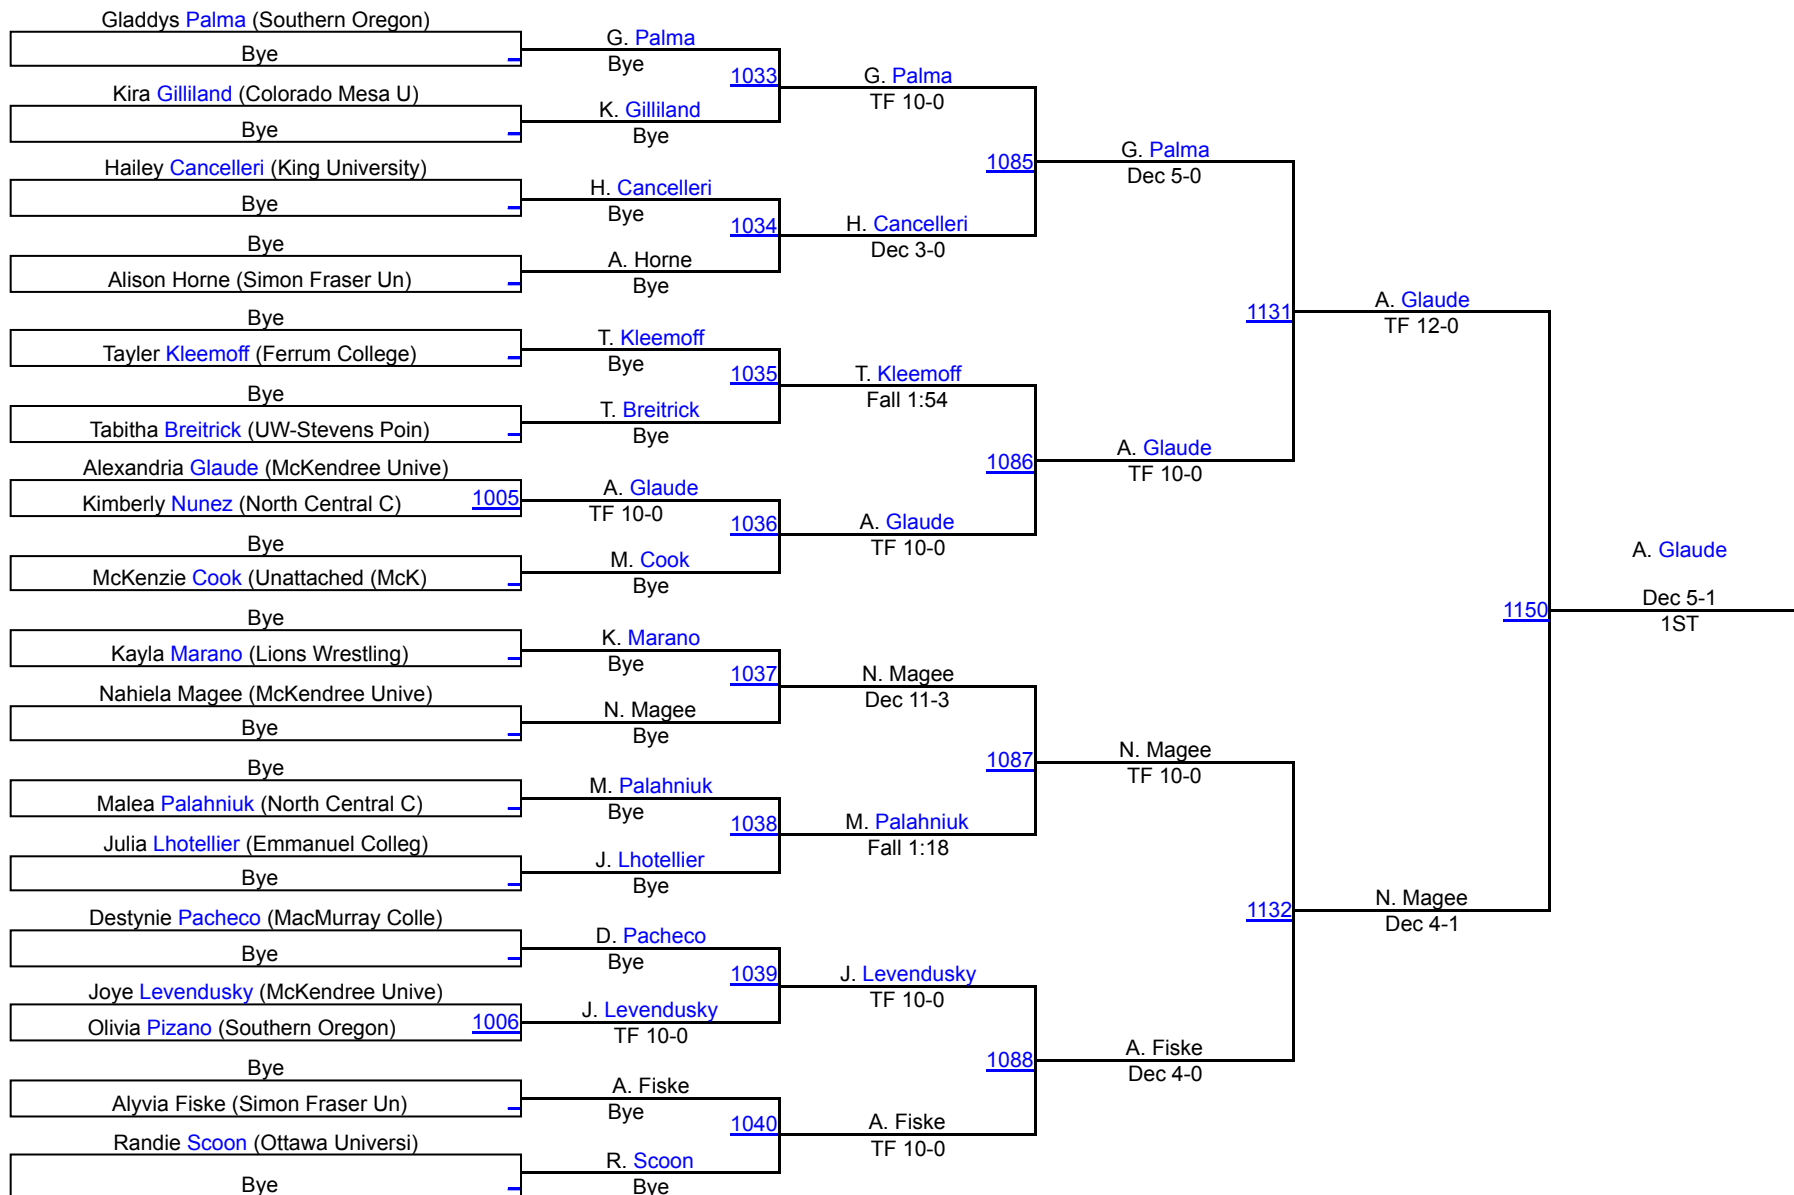 Gladdys Palma (Southern Oregon)
Bye
Kira Gilliland (Colorado Mesa U)
Bye
Hailey Cancelleri (King University)
Bye
Bye
Alison Horne (Simon Fraser Un)
Bye
Tayler Kleemoff (Ferrum College)
Bye
Tabitha Breitrick (UW-Stevens Poin)
Alexandria Glaude (McKendree Unive)
Kimberly Nunez (North Central C) 1005
Bye
McKenzie Cook (Unattached (McK)
Bye
Kayla Marano (Lions Wrestling)
Nahiela Magee (McKendree Unive)
Bye
Bye
Malea Palahniuk (North Central C)
Julia Lhotellier (Emmanuel Colleg)
Bye
Destynie Pacheco (MacMurray Colle)
Bye
Joye Levendusky (McKendree Unive)
Olivia Pizano (Southern Oregon) 1006
Bye
Alyvia Fiske (Simon Fraser Un)
Randie Scoon (Ottawa Universi)
Bye
G. Palma
Bye
1033
K. Gilliland
Bye
H. Cancelleri
Bye
1034
A. Horne
Bye
T. Kleemoff
Bye
1035
T. Breitrick
Bye
A. Glaude
TF 10-0
1036
M. Cook
Bye
K. Marano
Bye
1037
N. Magee
Bye
M. Palahniuk
Bye
1038
J. Lhotellier
Bye
D. Pacheco
Bye
1039
J. Levendusky
TF 10-0
A. Fiske
Bye
1040
R. Scoon
Bye
G. Palma
TF 10-0
1085
H. Cancelleri
Dec 3-0
T. Kleemoff
Fall 1:54
1086
A. Glaude
TF 10-0
N. Magee
Dec 11-3
1087
M. Palahniuk
Fall 1:18
J. Levendusky
TF 10-0
1088
A. Fiske
TF 10-0
G. Palma
Dec 5-0
1131
A. Glaude
TF 10-0
N. Magee
TF 10-0
1132
A. Fiske
Dec 4-0
A. Glaude
TF 12-0
1150
N. Magee
Dec 4-1
A. Glaude
Dec 5-1
1ST